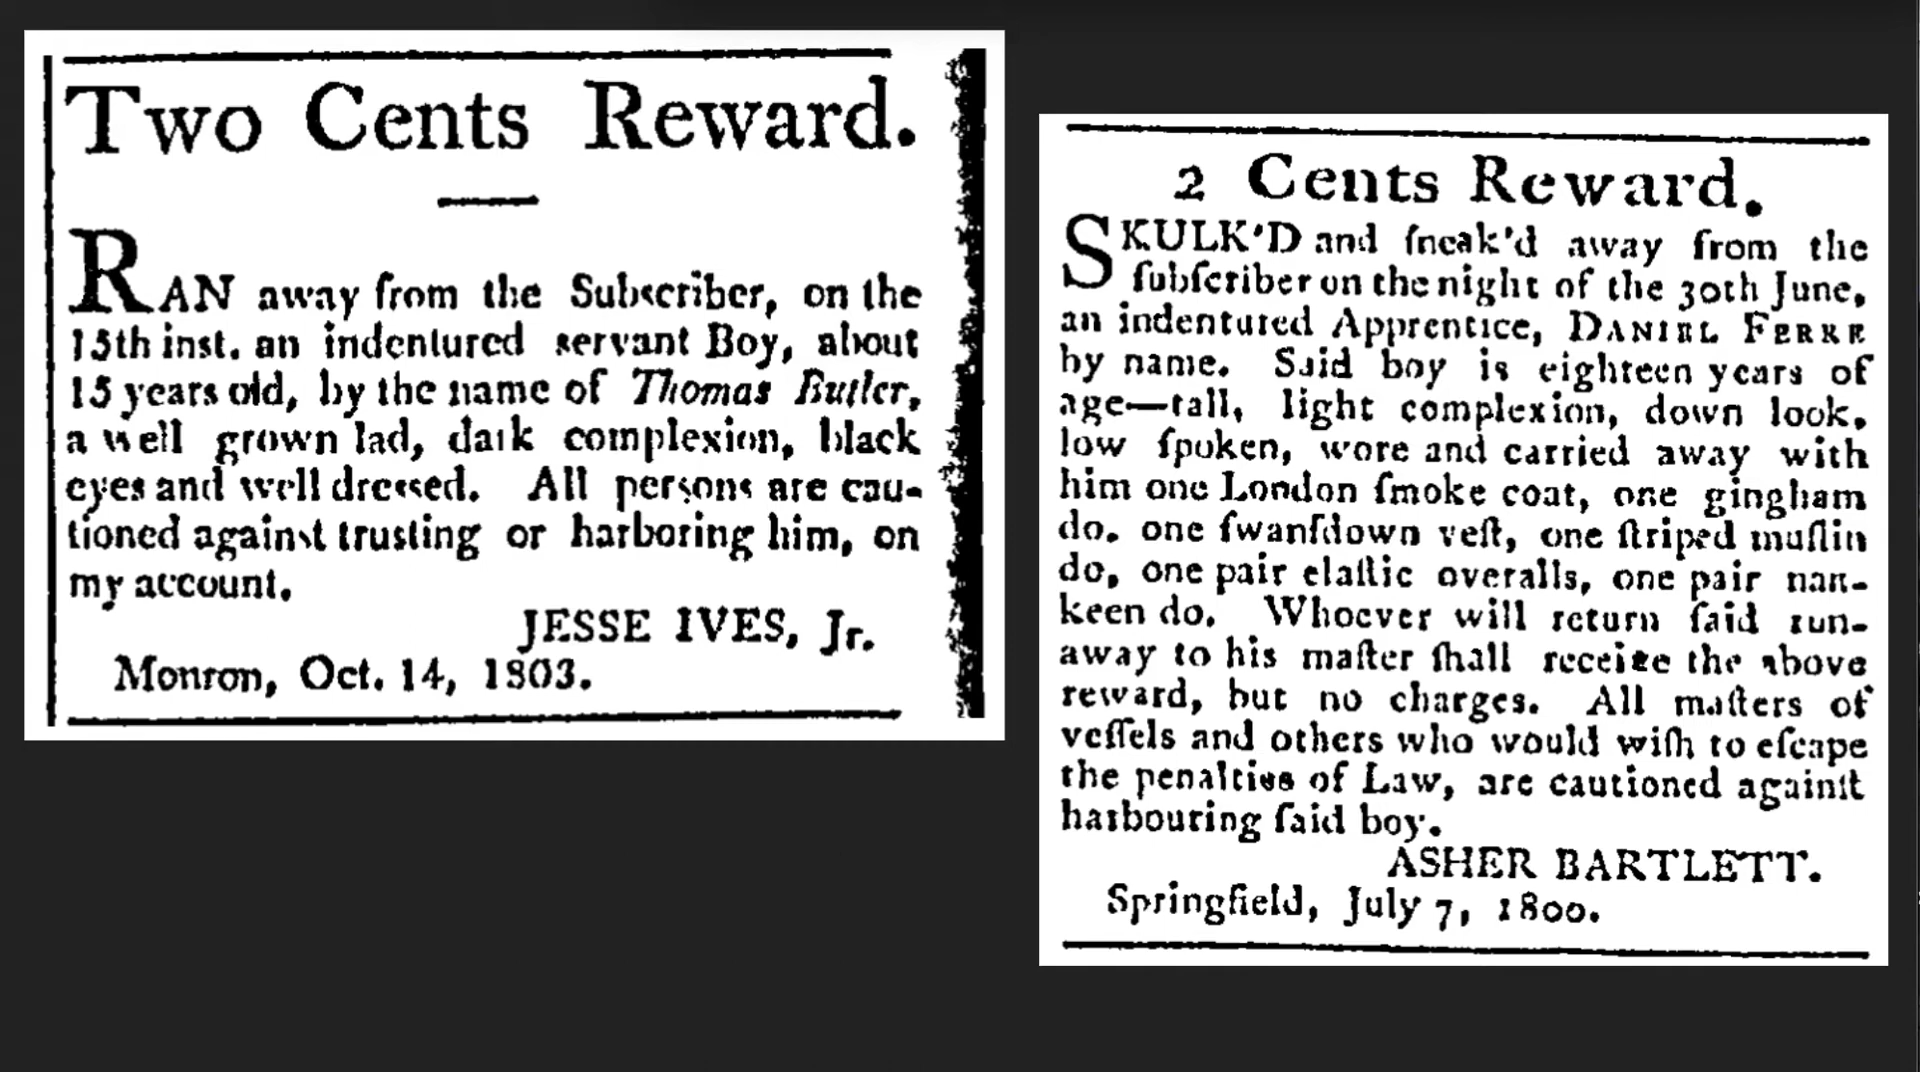 Two Cents Reward.
RAN away from the Subscriber, on the
15th inst. an indentured servant Boy, about
15 years old, by the name of Thomas Butler,
a well grown lad, dark complexion, black
eyes and well dressed. All persons are cau-
tioned against trusting or harboring him, on
my account.
JESSE IVES, Jr.
Monron, Oct. 14, 1803.
2 Cents Reward.
SKULK'D and ſneak'd away from the
ſubſcriber on the night of the 30th June,
an indentured Apprentice, DANIEL FERRE
by name. Said boy is eighteen years of
age—tall, light complexion, down look,
low ſpoken, wore and carried away with
him one London ſmoke coat, one gingham
do. one ſwanſdown veſt, one ſtriped muſlin
do, one pair elaſtic overalls, one pair nan-
keen do. Whoever will return ſaid run-
away to his maſter ſhall receive the above
reward, but no charges. All maſters of
veſſels and others who would wiſh to eſcape
the penalties of Law, are cautioned againſt
harbouring ſaid boy.
ASHER BARTLETT.
Springfield, July 7, 1800.